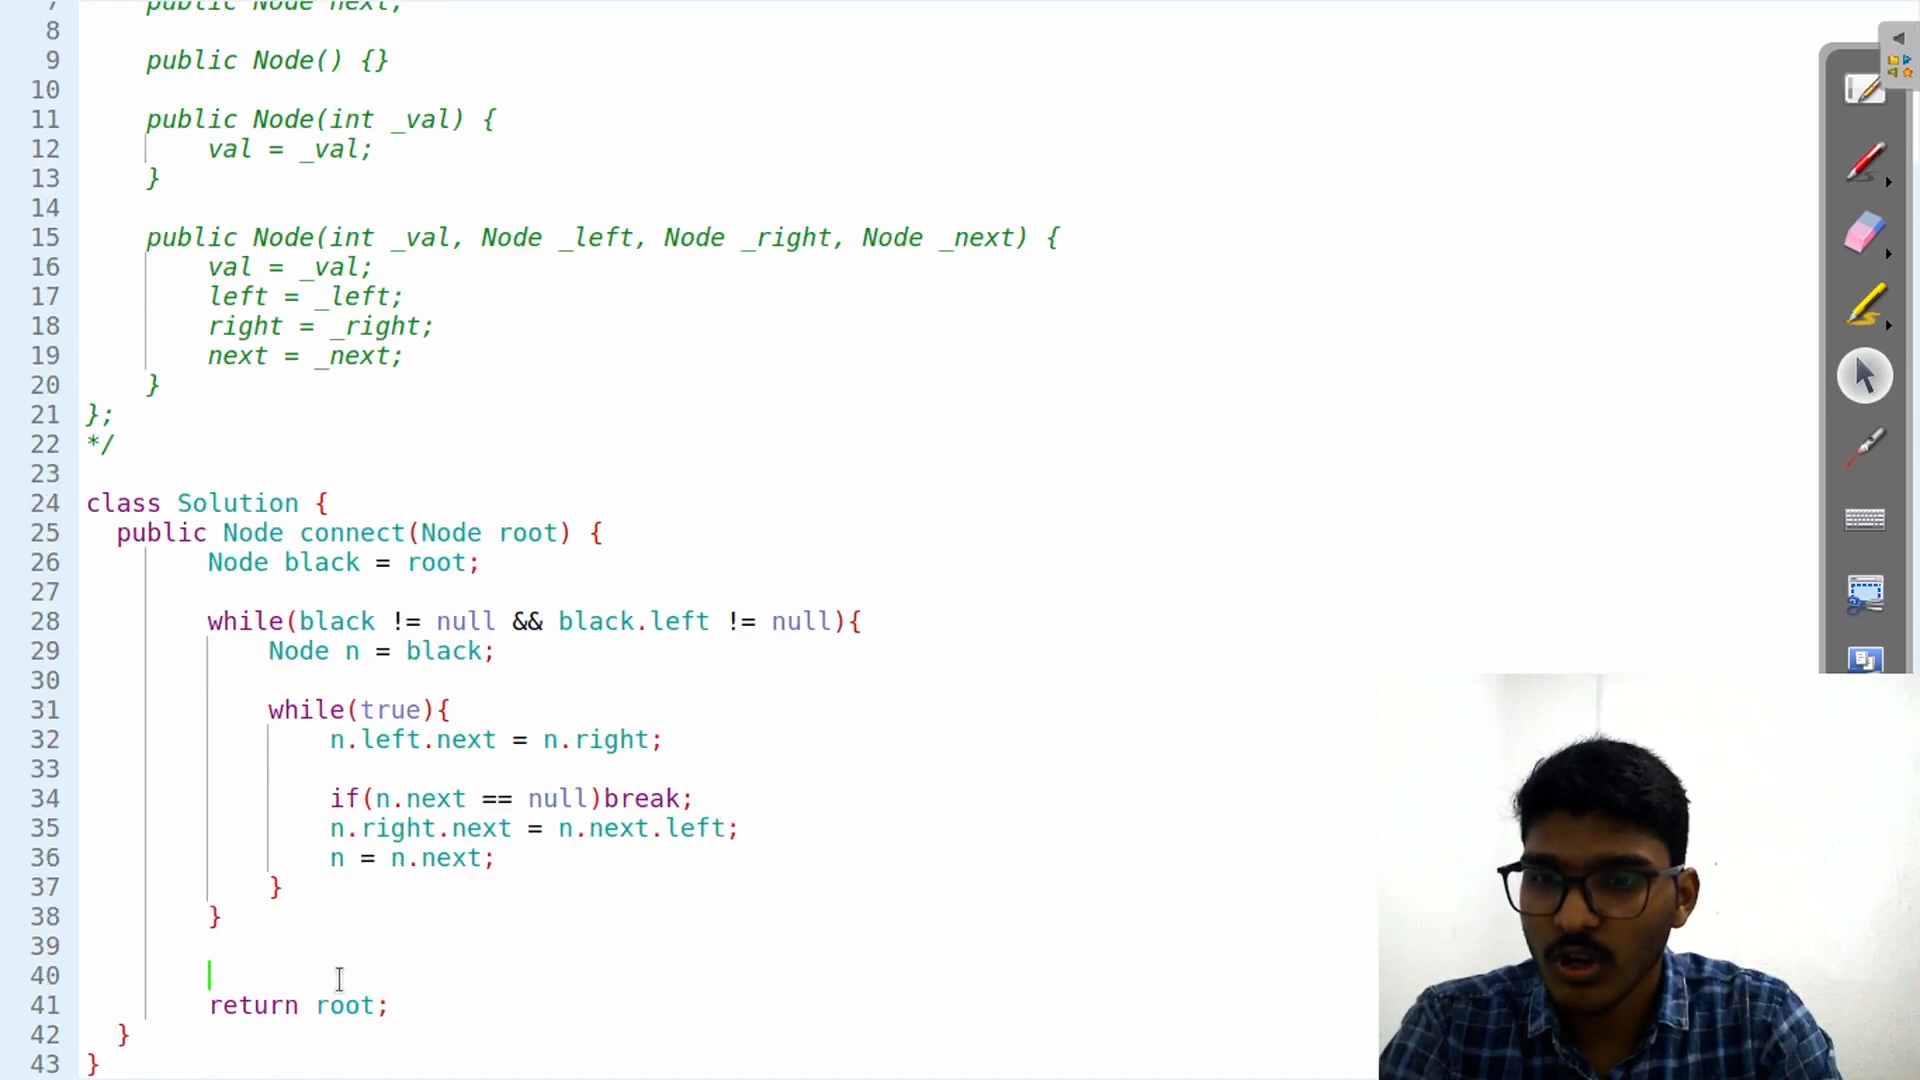 7 public Node next;
8
9 public Node() {}
10
11 public Node(int _val) {
12 val = _val;
13 }
14
15 public Node(int _val, Node _left, Node _right, Node _next) {
16 val = _val;
17 left = _left;
18 right = _right;
19 next = _next;
20 }
21 };
22 */
23
24 class Solution {
25 public Node connect(Node root) {
26 Node black = root;
27
28 while(black != null && black.left != null){
29 Node n = black;
30
31 while(true){
32 n.left.next = n.right;
33
34 if(n.next == null)break;
35 n.right.next = n.next.left;
36 n = n.next;
37 }
38 }
39
40
41 return root;
42 }
43 }